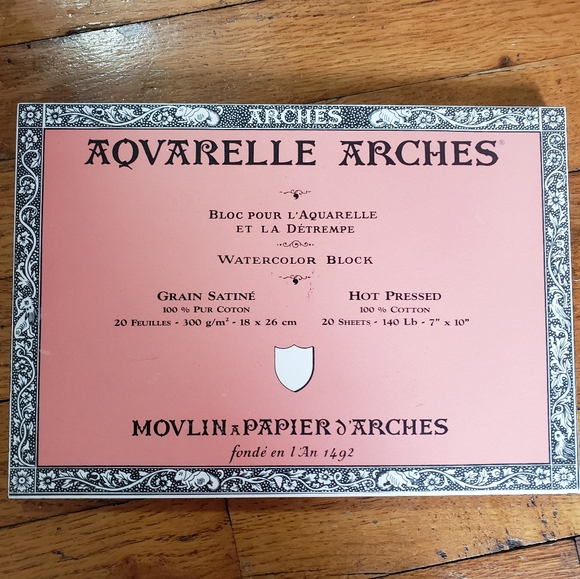 ARCHES
AQVARELLE ARCHES®
BLOC POUR L'AQUARELLE
ET LA DÉTREMPE
WATERCOLOR BLOCK
GRAIN SATINÉ
100 % PUR COTON
20 FEUILLES - 300 g/m² - 18 x 26 cm
HOT PRESSED
100 % COTTON
20 SHEETS - 140 LB - 7" x 10"
MOVLIN A PAPIER D'ARCHES
fondé en l'An 1492
ARCHES